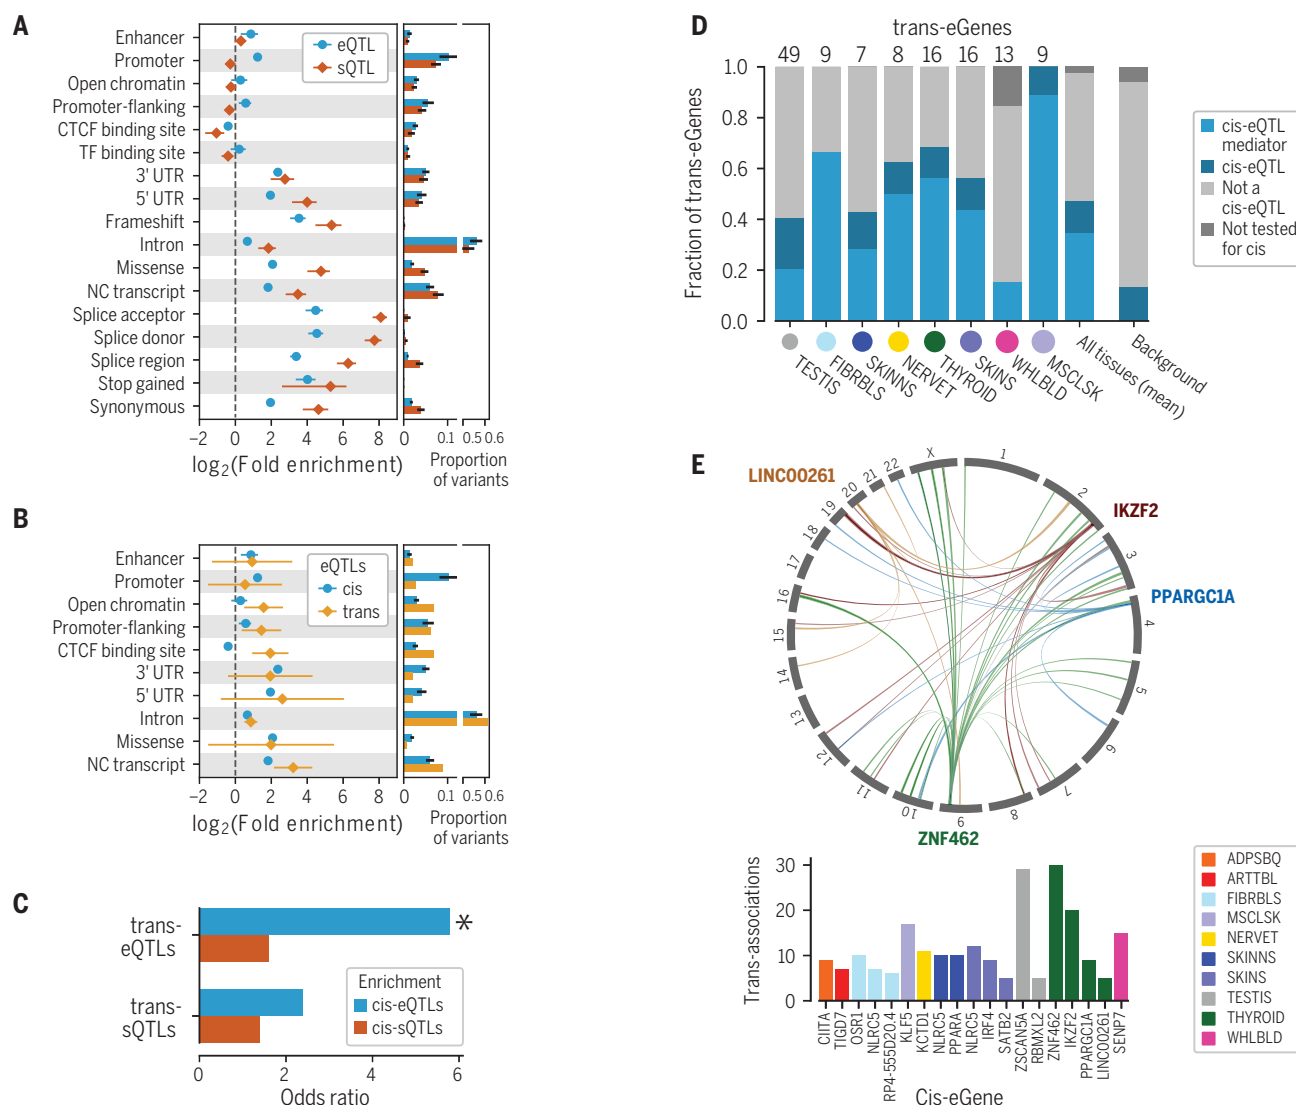 A
Enhancer
Promoter
Open chromatin
Promoter-flanking
CTCF binding site
TF binding site
3' UTR
5' UTR
Frameshift
Intron
Missense
NC transcript
Splice acceptor
Splice donor
Splice region
Stop gained
Synonymous
eQTL
sQTL
−2 0 2 4 6 8
0 0.1 0.5 0.6
log2(Fold enrichment)
Proportion
of variants
B
Enhancer
Promoter
Open chromatin
Promoter-flanking
CTCF binding site
3' UTR
5' UTR
Intron
Missense
NC transcript
eQTLs
cis
trans
−2 0 2 4 6 8
0 0.1 0.5 0.6
log2(Fold enrichment)
Proportion
of variants
C
trans-
eQTLs
trans-
sQTLs
*
Enrichment
cis-eQTLs
cis-sQTLs
0 2 4 6
Odds ratio
D
trans-eGenes
49 9 7 8 16 16 13 9
1.0
0.8
0.6
0.4
0.2
0.0
Fraction of trans-eGenes
TESTIS
FIBRBLS
SKINNS
NERVET
THYROID
SKINS
WHLBLD
MSCLSK
All tissues (mean)
Background
cis-eQTL
mediator
cis-eQTL
Not a
cis-eQTL
Not tested
for cis
E
LINC00261
IKZF2
PPARGC1A
ZNF462
1
2
3
4
5
6
7
8
9
10
11
12
13
14
15
16
17
18
19
20
21
22
X
30
20
10
0
Trans-associations
CIITA
TIGD7
OSR1
NLRC5
RP4-555D20.4
KLF5
KCTD1
NLRC5
PPARA
NLRC5
IRF4
SATB2
ZSCAN5A
RBMXL2
ZNF462
IKZF2
PPARGC1A
LINC00261
SENP7
Cis-eGene
ADPSBQ
ARTTBL
FIBRBLS
MSCLSK
NERVET
SKINNS
SKINS
TESTIS
THYROID
WHLBLD